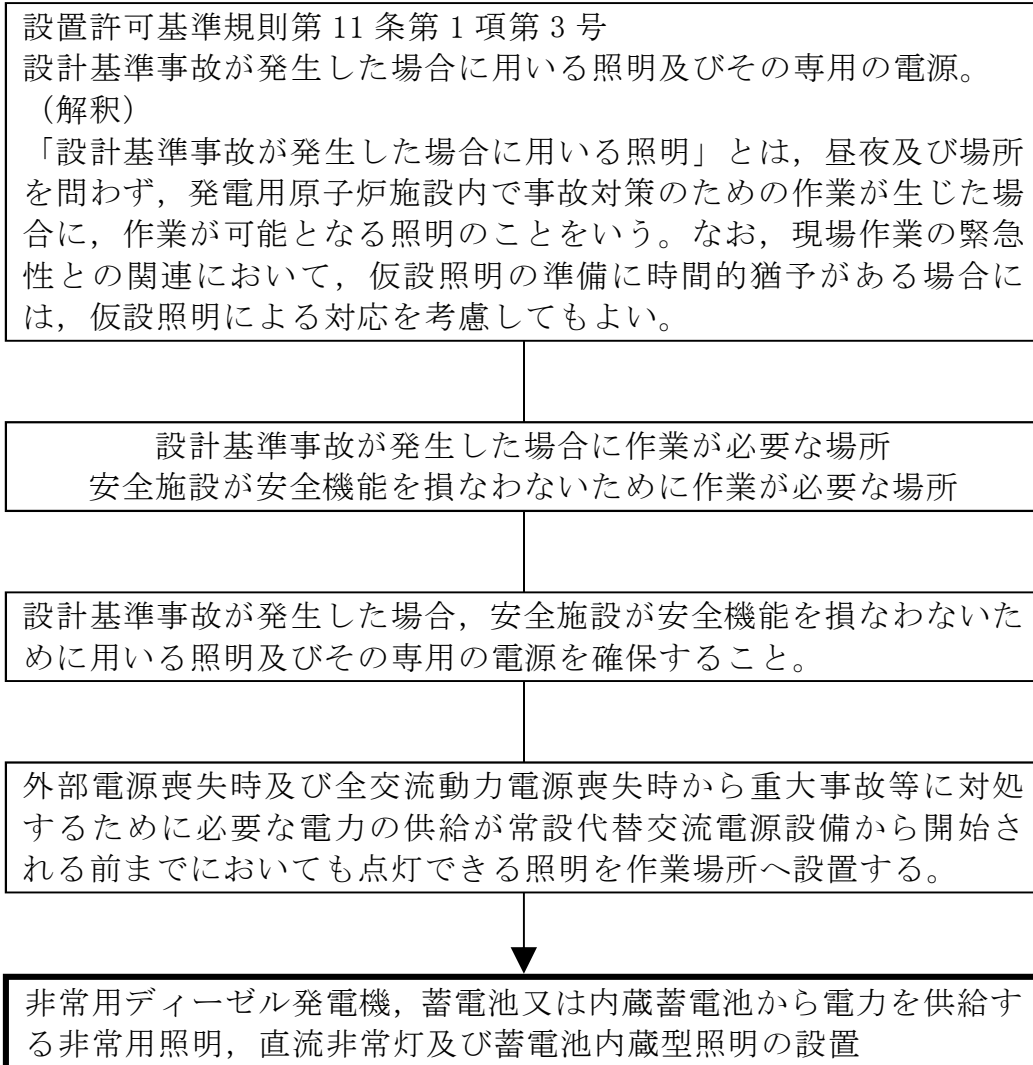 設置許可基準規則第 11 条第 1 項第 3 号
設計基準事故が発生した場合に用いる照明及びその専用の電源。
（解釈）
「設計基準事故が発生した場合に用いる照明」とは，昼夜及び場所
を問わず，発電用原子炉施設内で事故対策のための作業が生じた場
合に，作業が可能となる照明のことをいう。なお，現場作業の緊急
性との関連において，仮設照明の準備に時間的猶予がある場合に
は，仮設照明による対応を考慮してもよい。
設計基準事故が発生した場合に作業が必要な場所
安全施設が安全機能を損なわないために作業が必要な場所
設計基準事故が発生した場合，安全施設が安全機能を損なわないた
めに用いる照明及びその専用の電源を確保すること。
外部電源喪失時及び全交流動力電源喪失時から重大事故等に対処
するために必要な電力の供給が常設代替交流電源設備から開始さ
れる前までにおいても点灯できる照明を作業場所へ設置する。
非常用ディーゼル発電機，蓄電池又は内蔵蓄電池から電力を供給す
る非常用照明，直流非常灯及び蓄電池内蔵型照明の設置